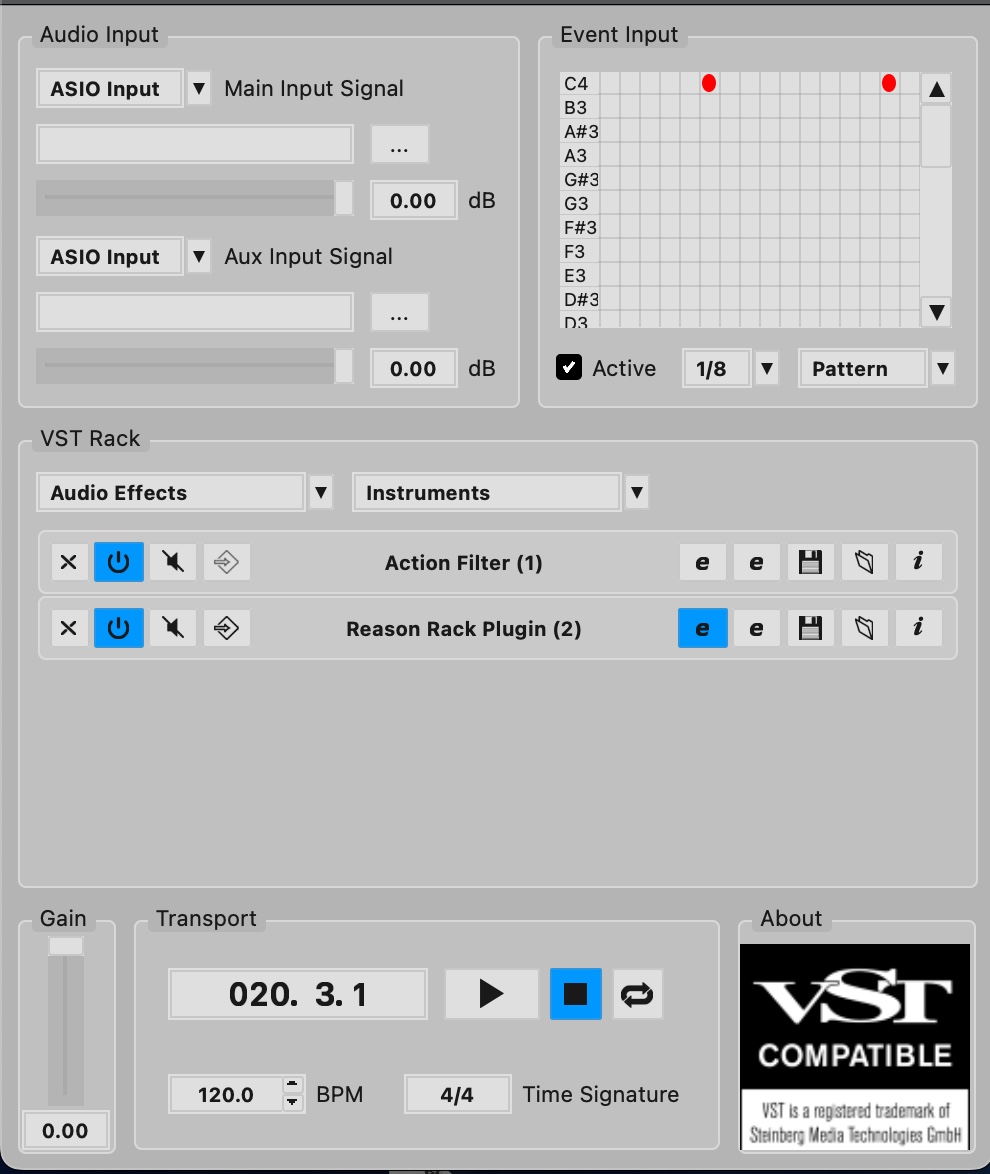 Audio Input
ASIO Input ▼ Main Input Signal
...
0.00 dB
ASIO Input ▼ Aux Input Signal
...
0.00 dB
Event Input
C4
B3
A#3
A3
G#3
G3
F#3
F3
E3
D#3
D3
Active 1/8 ▼ Pattern ▼
VST Rack
Audio Effects ▼ Instruments ▼
Action Filter (1) e e i
Reason Rack Plugin (2) e e i
Gain
0.00
Transport
020. 3. 1
120.0 BPM 4/4 Time Signature
About
VST
COMPATIBLE
VST is a registered trademark of
Steinberg Media Technologies GmbH